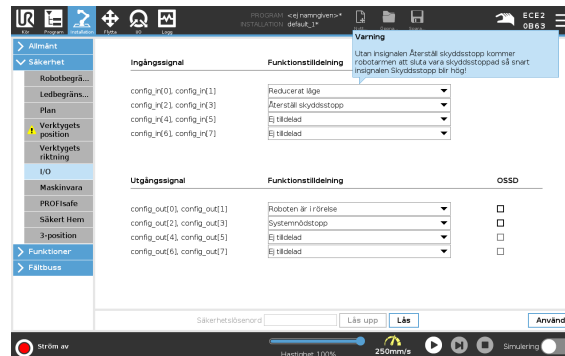 PROGRAM <ej namngiven>*
INSTALLATION default_1*
ECE2
0B63
Kör
Program
Installation
Flytta
I/O
Logg
Varning
Utan insignalen Återställ skyddsstopp kommer
robotarmen att sluta vara skyddsstoppad så snart
insignalen Skyddsstopp blir hög!
Allmänt
Säkerhet
Robotbegrä...
Ledbegräns...
Plan
Verktygets
position
Verktygets
riktning
I/O
Maskinvara
PROFIsafe
Säkert Hem
3-position
Funktioner
Fältbuss
Ingångssignal
Funktionstilldelning
config_in[0], config_in[1]
Reducerat läge
config_in[2], config_in[3]
Återställ skyddsstopp
config_in[4], config_in[5]
Ej tilldelad
config_in[6], config_in[7]
Ej tilldelad
Utgångssignal
Funktionstilldelning
OSSD
config_out[0], config_out[1]
Roboten är i rörelse
config_out[2], config_out[3]
Systemnödstopp
config_out[4], config_out[5]
Ej tilldelad
config_out[6], config_out[7]
Ej tilldelad
Säkerhetslösenord
Lås upp
Lås
Använd
Ström av
Hastighet 100%
250mm/s
Simulering